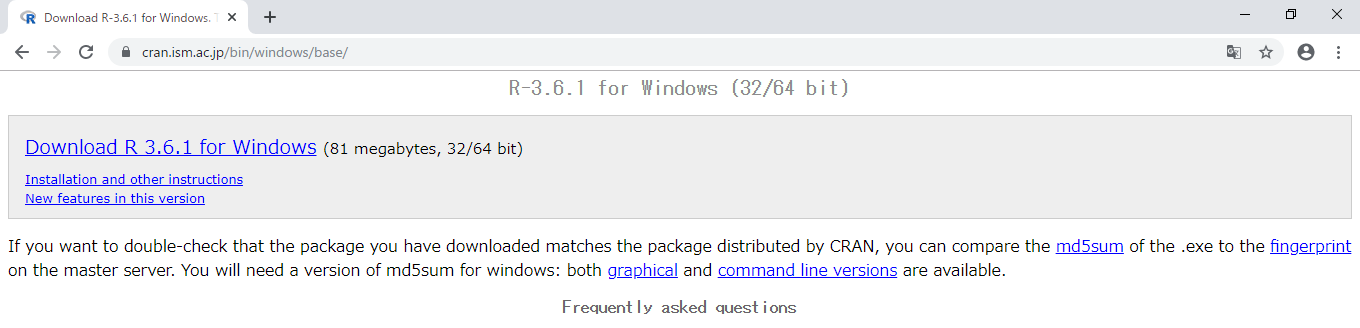 Download R-3.6.1 for Windows. T
cran.ism.ac.jp/bin/windows/base/
R-3.6.1 for Windows (32/64 bit)
Download R 3.6.1 for Windows (81 megabytes, 32/64 bit)
Installation and other instructions
New features in this version
If you want to double-check that the package you have downloaded matches the package distributed by CRAN, you can compare the md5sum of the .exe to the fingerprint
on the master server. You will need a version of md5sum for windows: both graphical and command line versions are available.
Frequently asked questions